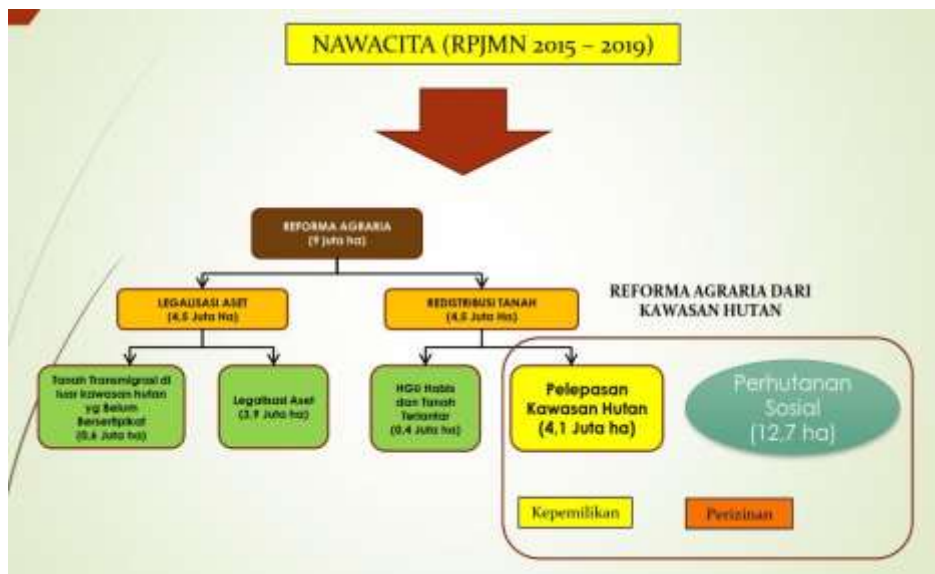 NAWACITA (RPJMN 2015 – 2019)
REFORMA AGRARIA
(9 juta ha)
LEGALISASI ASET
(4,5 Juta Ha)
REDISTRIBUSI TANAH
(4,5 Juta Ha)
REFORMA AGRARIA DARI
KAWASAN HUTAN
Tanah Transmigrasi di
luar kawasan hutan
yg Belum
Bersertipikat
(0,6 Juta ha)
Legalisasi Aset
(3,9 Juta ha)
HGU Habis
dan Tanah
Terlantar
(0,4 Juta ha)
Pelepasan
Kawasan Hutan
(4,1 Juta ha)
Perhutanan
Sosial
(12,7 ha)
Kepemilikan
Perizinan